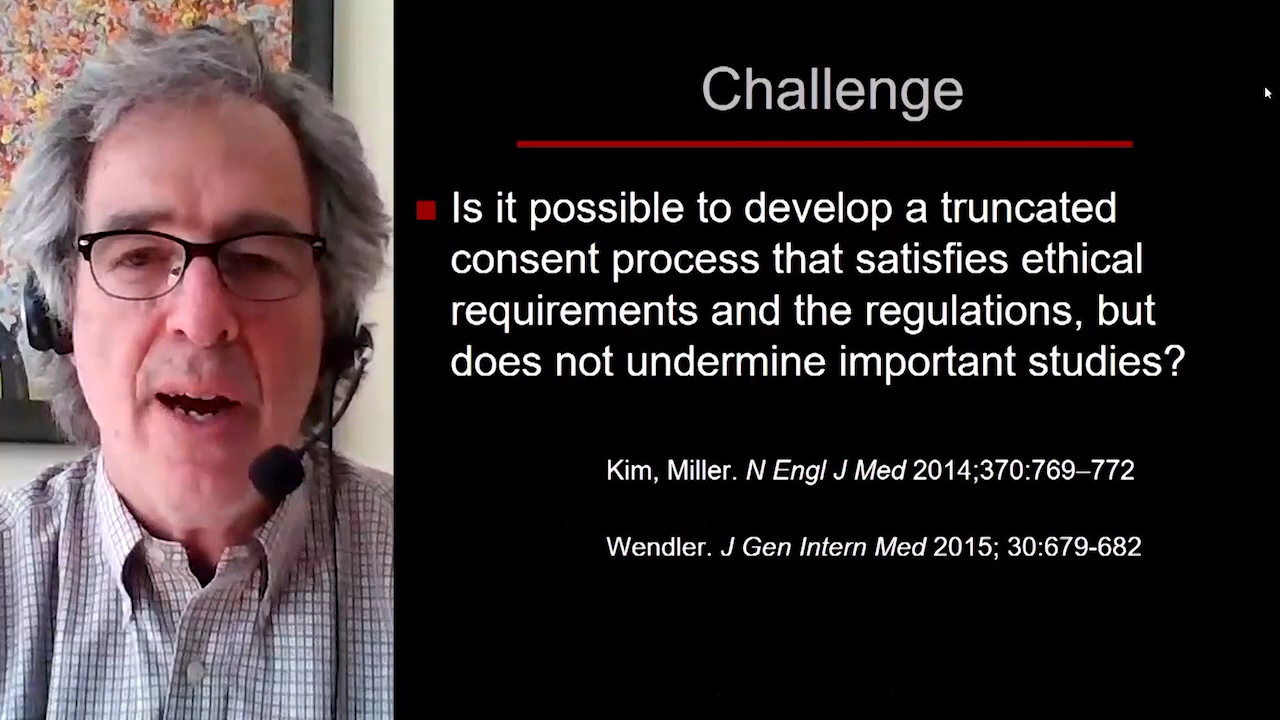 Challenge
Is it possible to develop a truncated
consent process that satisfies ethical
requirements and the regulations, but
does not undermine important studies?
Kim, Miller. N Engl J Med 2014;370:769–772
Wendler. J Gen Intern Med 2015; 30:679-682